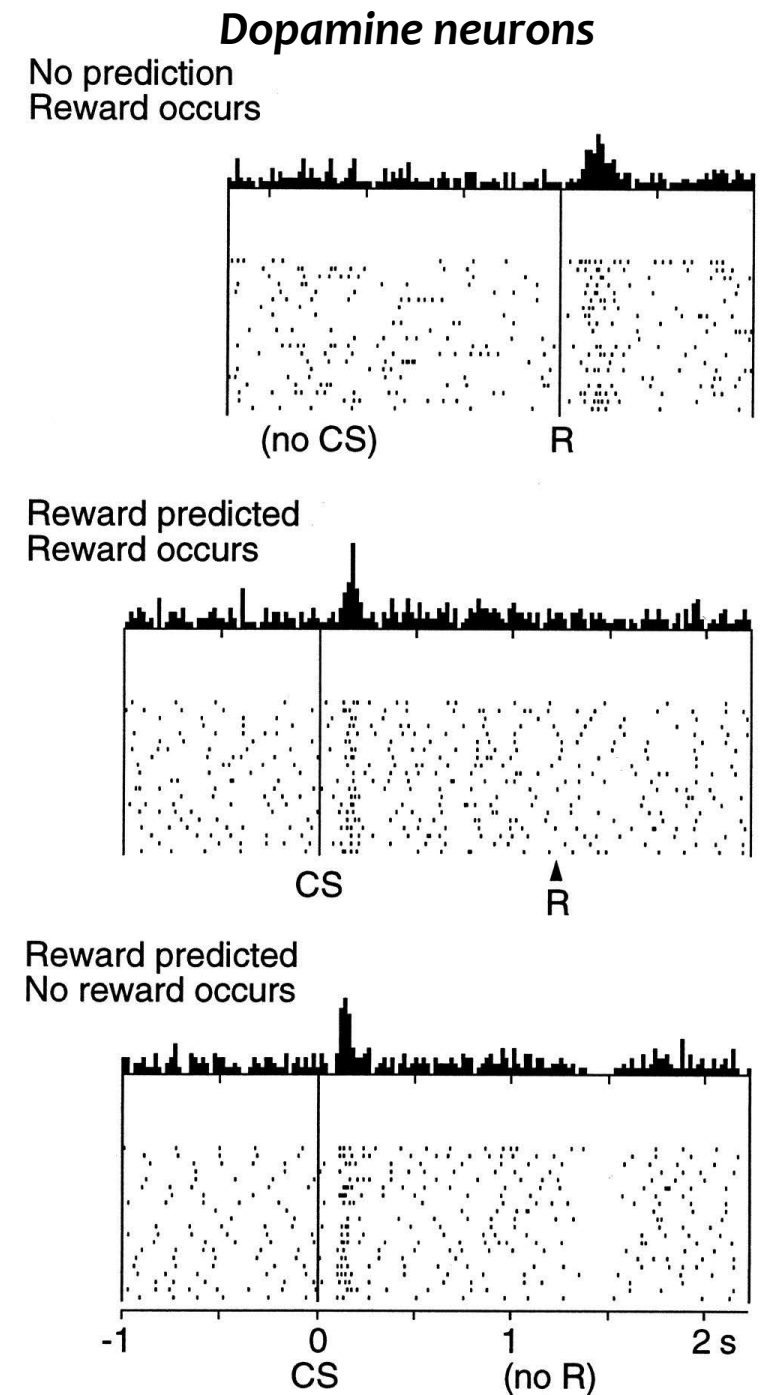 Dopamine neurons
No prediction
Reward occurs
(no CS) R
Reward predicted
Reward occurs
CS
R
Reward predicted
No reward occurs
-1 0 1 2 s
CS (no R)